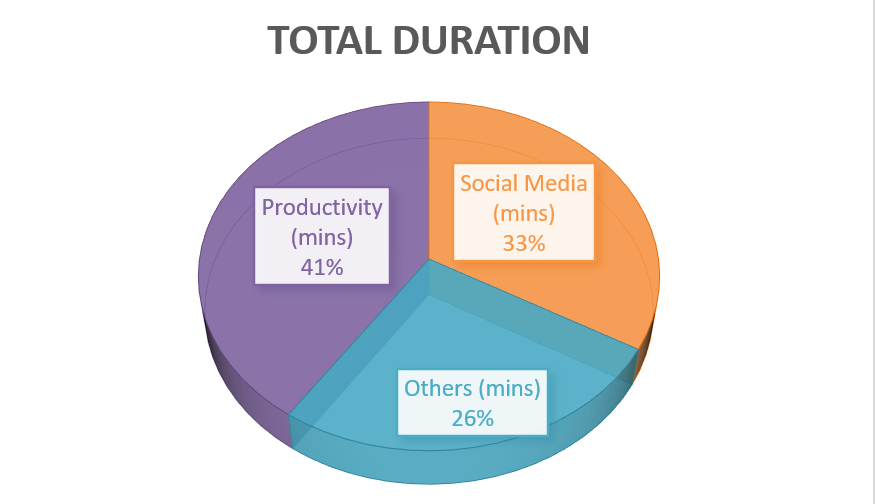 TOTAL DURATION
Productivity
(mins)
41%
Social Media
(mins)
33%
Others (mins)
26%